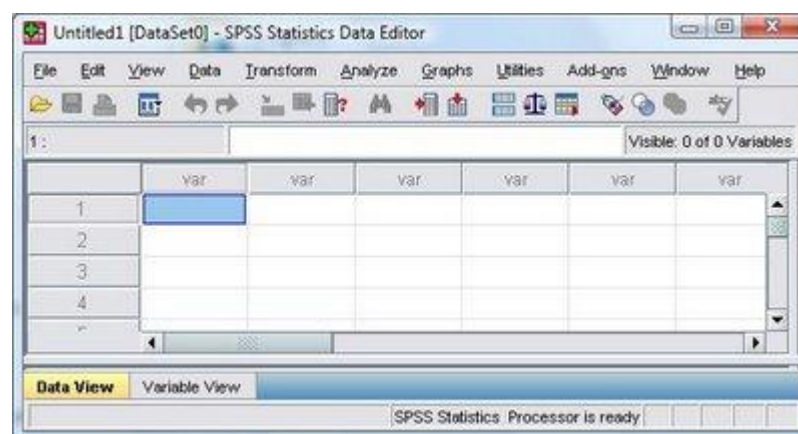 Untitled1 [DataSet0] - SPSS Statistics Data Editor
File Edit View Data Transform Analyze Graphs Utilities Add-ons Window Help
1 : Visible: 0 of 0 Variables
var var var var var var
1
2
3
4
Data View Variable View
SPSS Statistics Processor is ready